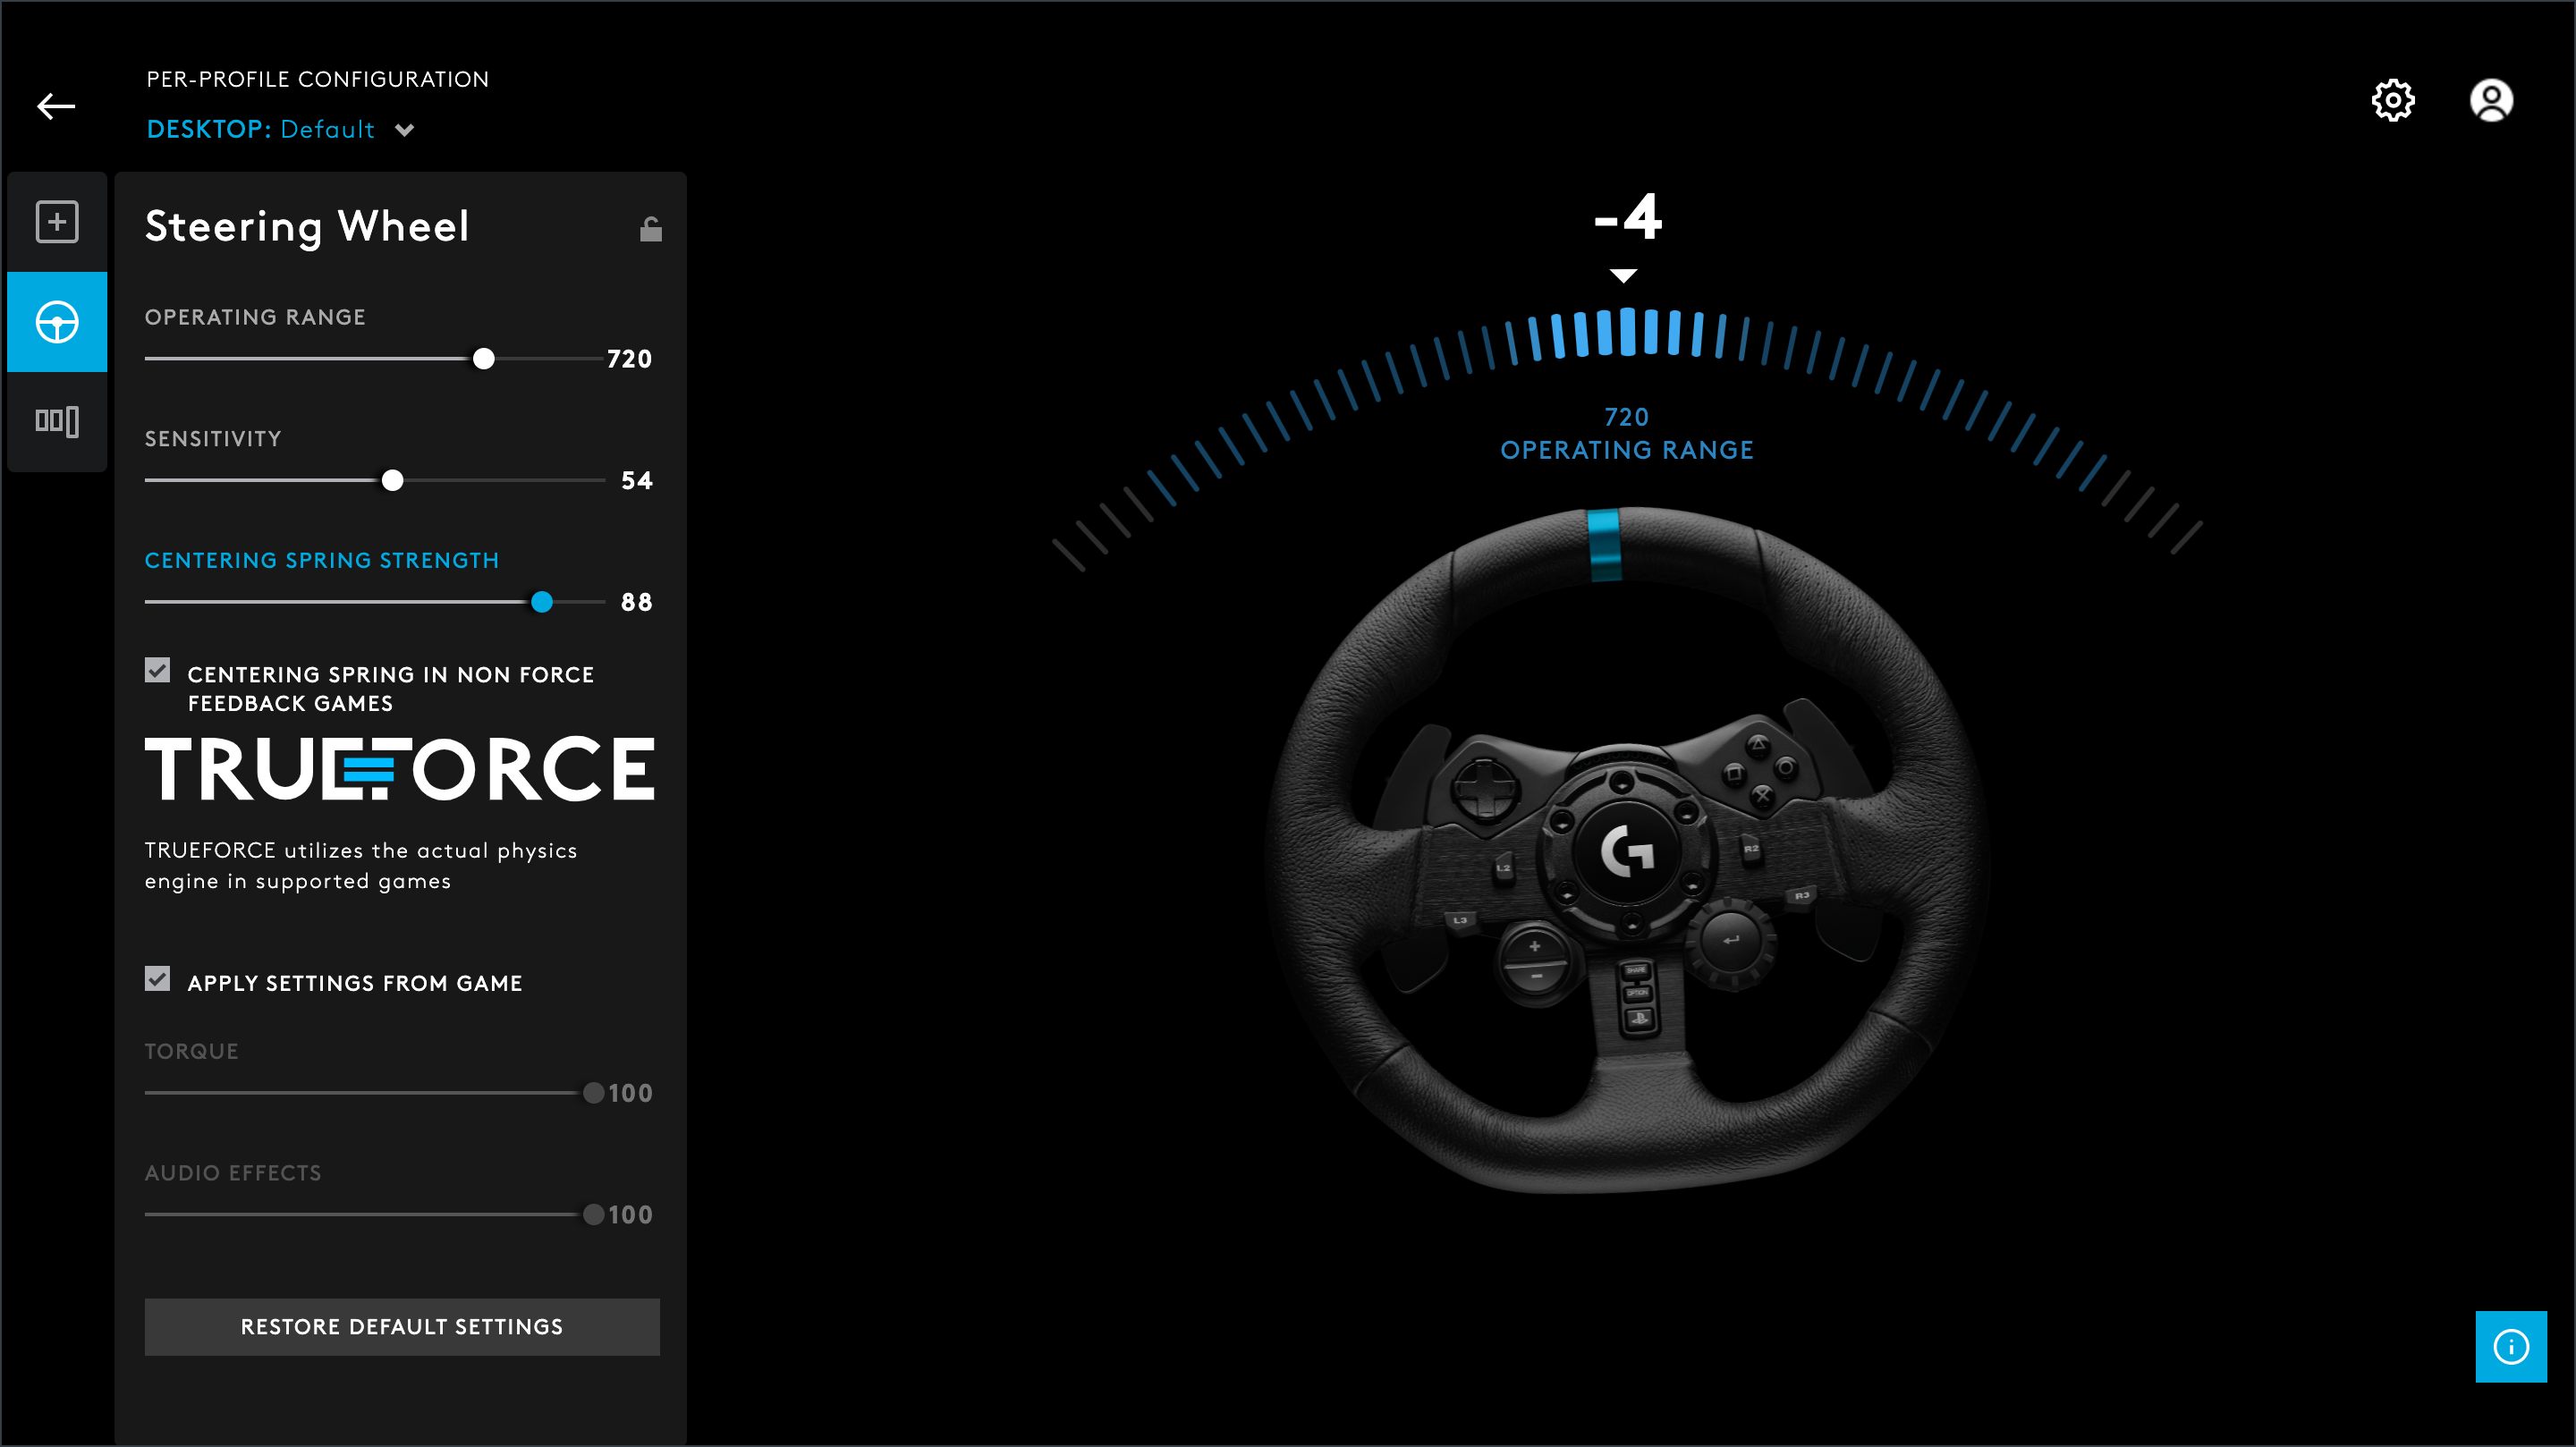 PER-PROFILE CONFIGURATION
DESKTOP: Default
Steering Wheel
OPERATING RANGE
720
SENSITIVITY
54
CENTERING SPRING STRENGTH
88
CENTERING SPRING IN NON FORCE
FEEDBACK GAMES
TRUEFORCE
TRUEFORCE utilizes the actual physics
engine in supported games
APPLY SETTINGS FROM GAME
TORQUE
100
AUDIO EFFECTS
100
RESTORE DEFAULT SETTINGS
-4
720
OPERATING RANGE
L2
R2
L3
R3
SHARE
OPTION